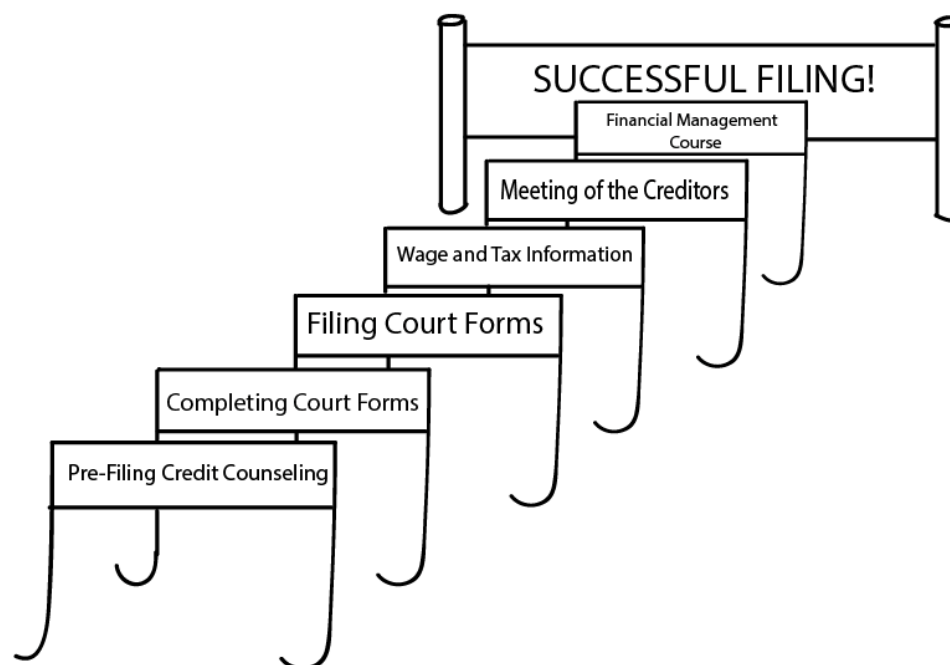 SUCCESSFUL FILING!
Financial Management
Course
Meeting of the Creditors
Wage and Tax Information
Filing Court Forms
Completing Court Forms
Pre-Filing Credit Counseling